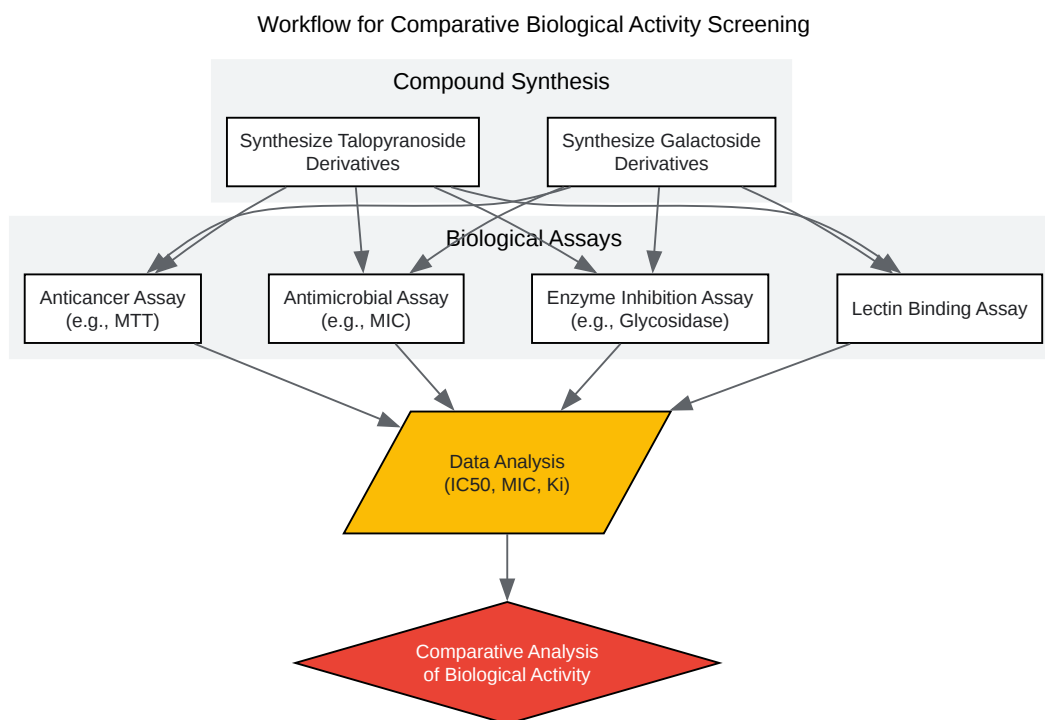 Workflow for Comparative Biological Activity Screening
Compound Synthesis
Synthesize Talopyranoside
Derivatives
Synthesize Galactoside
Derivatives
Biological Assays
Anticancer Assay
(e.g., MTT)
Antimicrobial Assay
(e.g., MIC)
Enzyme Inhibition Assay
(e.g., Glycosidase)
Lectin Binding Assay
Data Analysis
(IC50, MIC, Ki)
Comparative Analysis
of Biological Activity